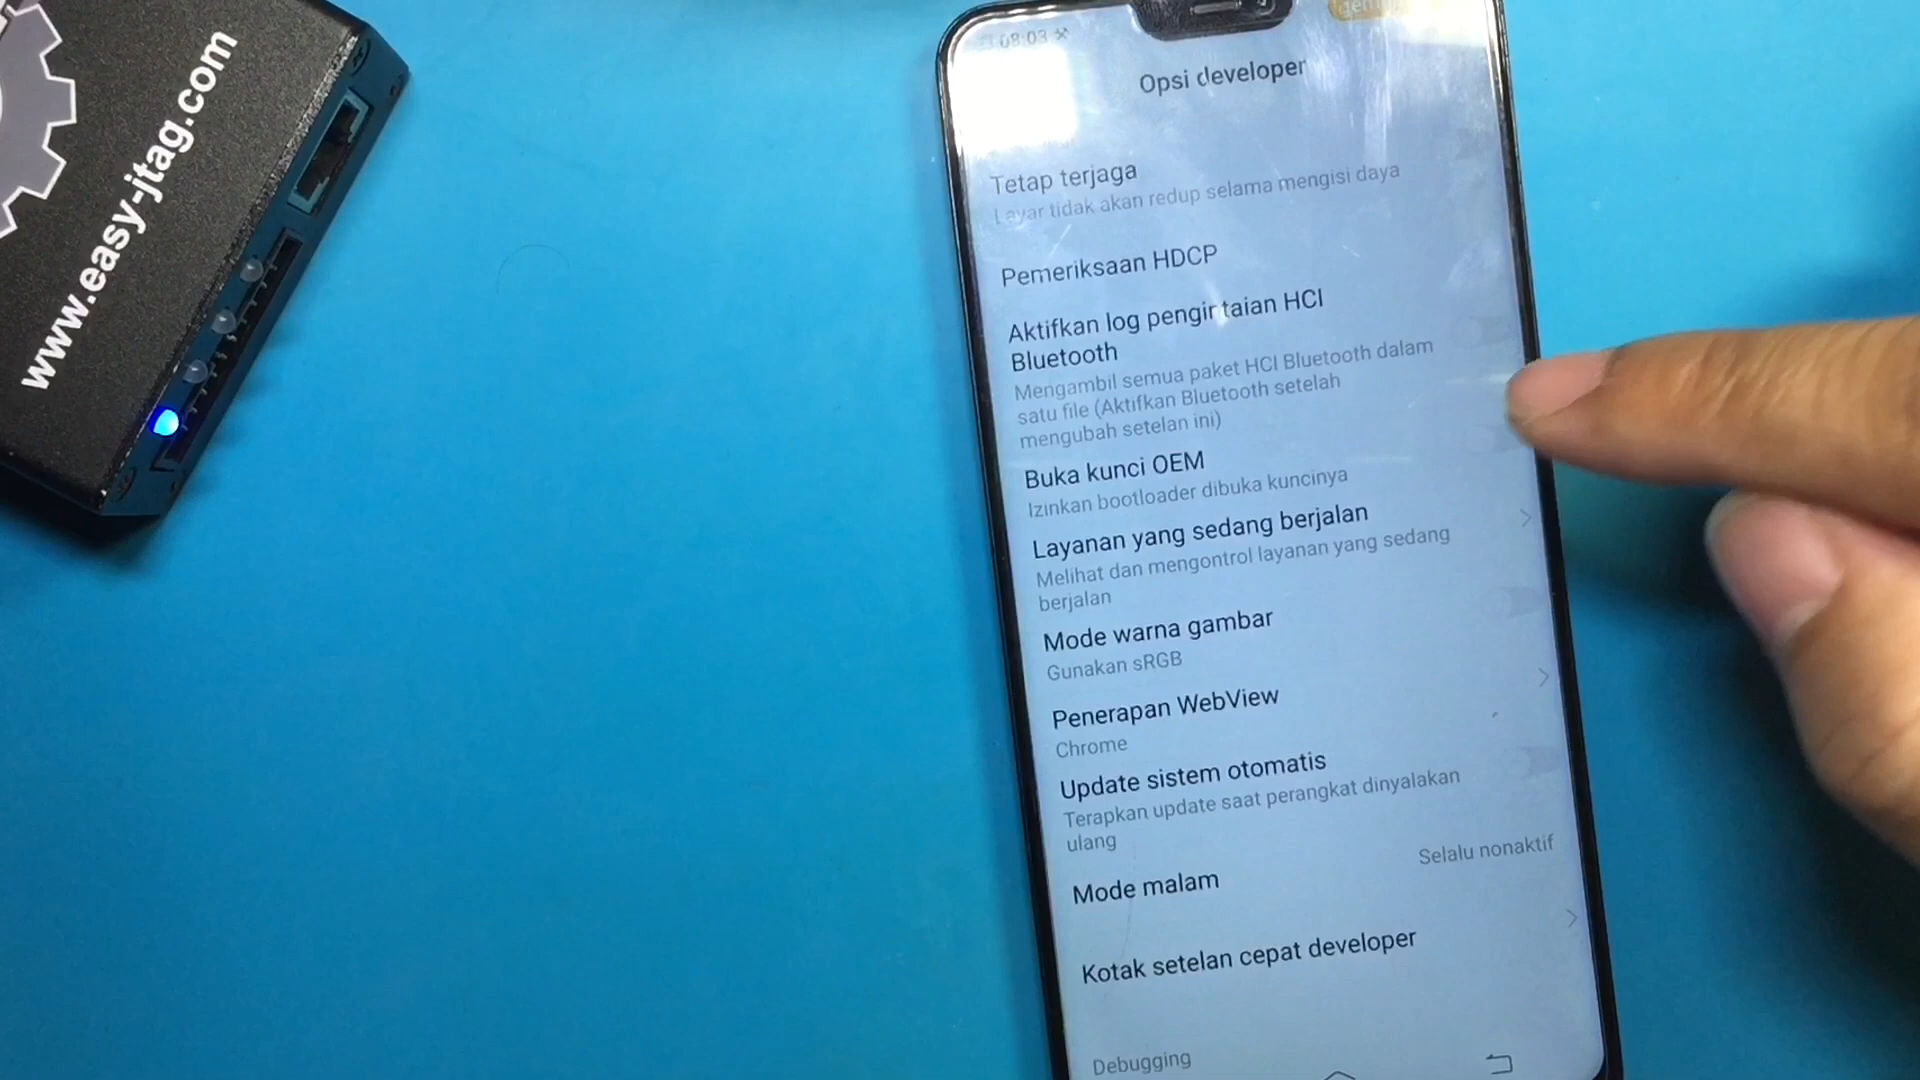 www.easy-jtag.com
08:03
Opsi developer
Tetap terjaga
Layar tidak akan redup selama mengisi daya
Pemeriksaan HDCP
Aktifkan log pengintaian HCI
Bluetooth
Mengambil semua paket HCI Bluetooth dalam
satu file (Aktifkan Bluetooth setelah
mengubah setelan ini)
Buka kunci OEM
Izinkan bootloader dibuka kuncinya
Layanan yang sedang berjalan
Melihat dan mengontrol layanan yang sedang
berjalan
Mode warna gambar
Gunakan sRGB
Penerapan WebView
Chrome
Update sistem otomatis
Terapkan update saat perangkat dinyalakan
ulang
Mode malam
Selalu nonaktif
Kotak setelan cepat developer
Debugging